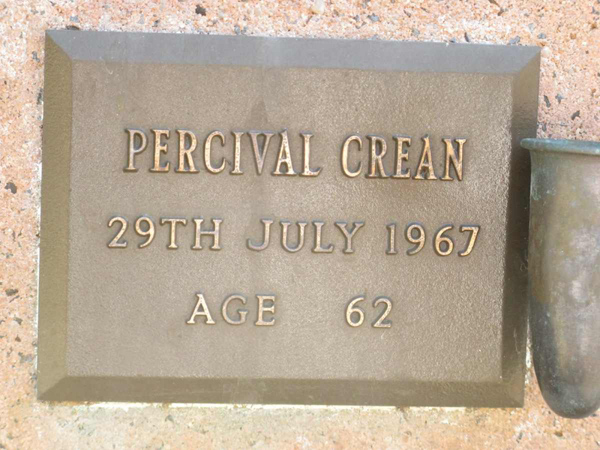 PERCIVAL CREAN
29TH JULY 1967
AGE 62